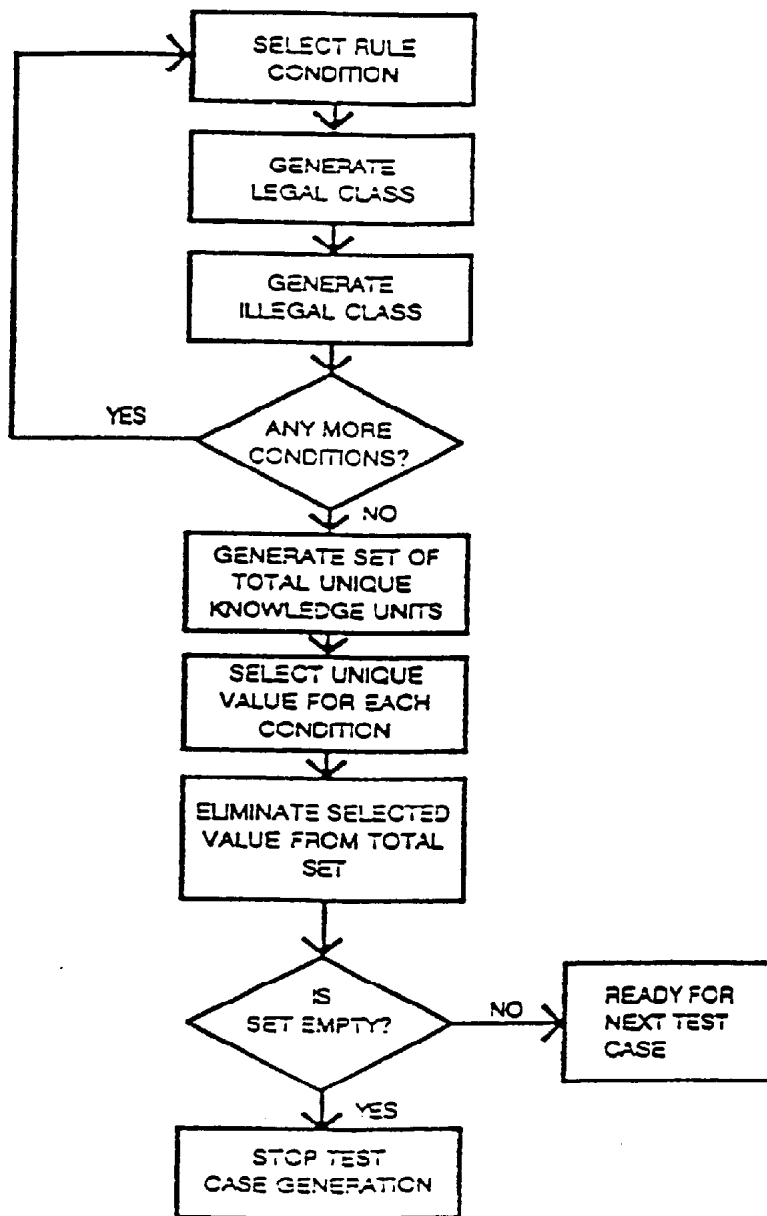 SELECT RULE
CONDITION
GENERATE
LEGAL CLASS
GENERATE
ILLEGAL CLASS
YES
ANY MORE
CONDITIONS?
NO
GENERATE SET OF
TOTAL UNIQUE
KNOWLEDGE UNITS
SELECT UNIQUE
VALUE FOR EACH
CONDITION
ELIMINATE SELECTED
VALUE FROM TOTAL
SET
IS
SET EMPTY?
NO
READY FOR
NEXT TEST
CASE
YES
STOP TEST
CASE GENERATION